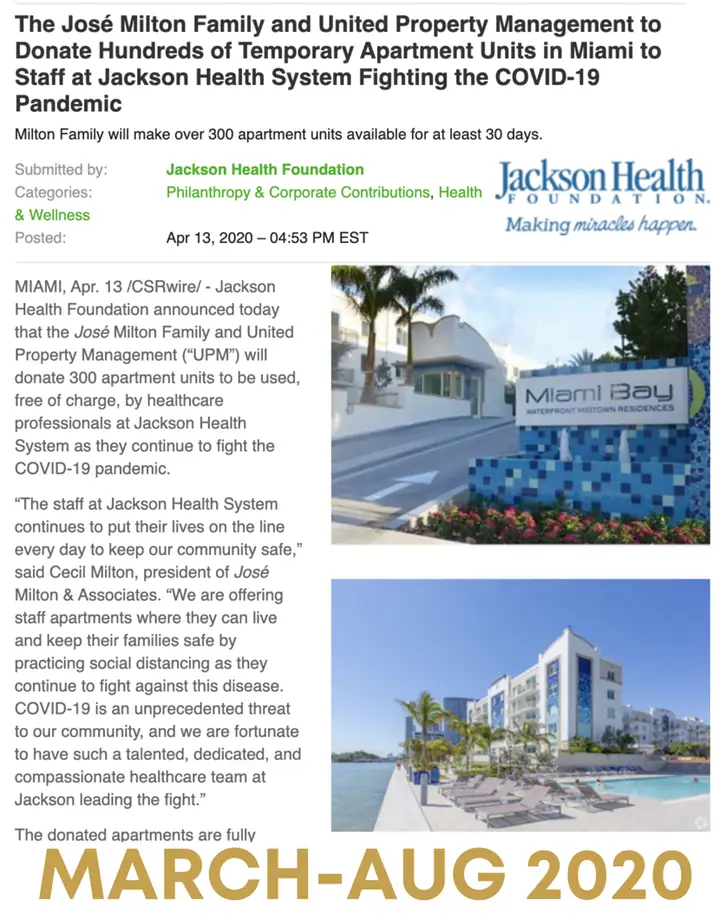 The José Milton Family and United Property Management to
Donate Hundreds of Temporary Apartment Units in Miami to
Staff at Jackson Health System Fighting the COVID-19
Pandemic
Milton Family will make over 300 apartment units available for at least 30 days.
Submitted by: Jackson Health Foundation
Categories: Philanthropy & Corporate Contributions, Health
& Wellness
Posted: Apr 13, 2020 – 04:53 PM EST
Jackson Health
FOUNDATION.
Making miracles happen.
MIAMI, Apr. 13 /CSRwire/ - Jackson
Health Foundation announced today
that the José Milton Family and United
Property Management (“UPM”) will
donate 300 apartment units to be used,
free of charge, by healthcare
professionals at Jackson Health
System as they continue to fight the
COVID-19 pandemic.
“The staff at Jackson Health System
continues to put their lives on the line
every day to keep our community safe,”
said Cecil Milton, president of José
Milton & Associates. “We are offering
staff apartments where they can live
and keep their families safe by
practicing social distancing as they
continue to fight against this disease.
COVID-19 is an unprecedented threat
to our community, and we are fortunate
to have such a talented, dedicated, and
compassionate healthcare team at
Jackson leading the fight.”
The donated apartments are fully
Miami Bay
WATERFRONT MIDTOWN RESIDENCES
MARCH-AUG 2020